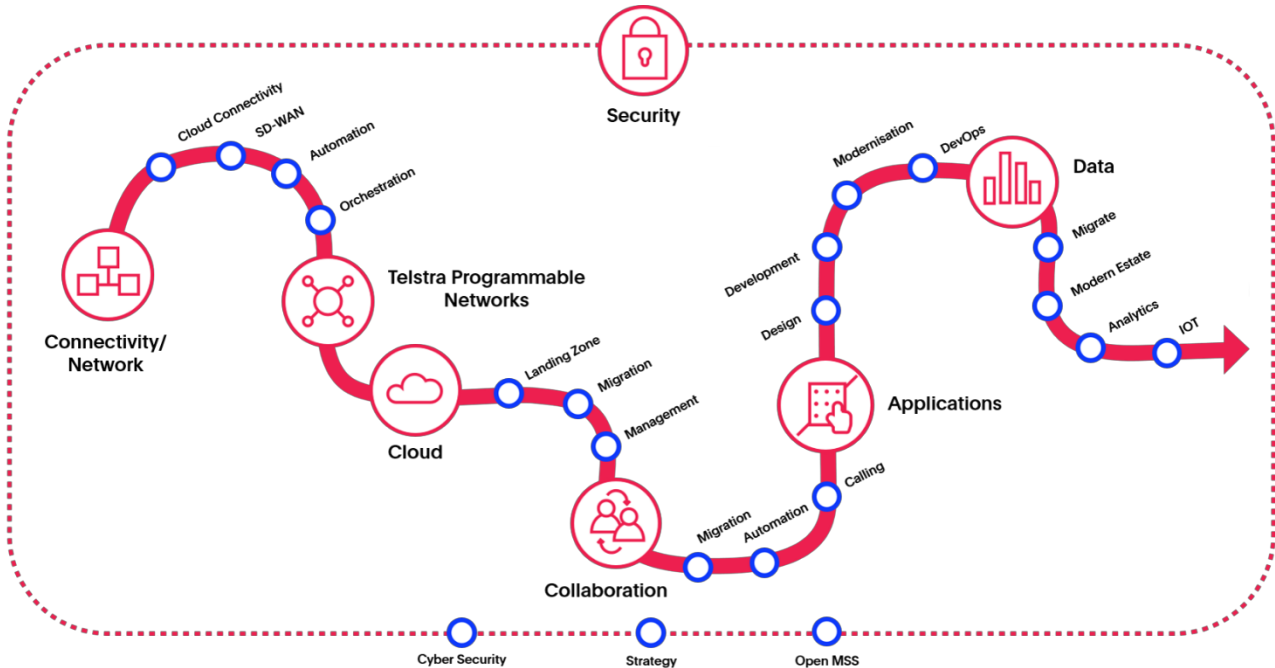 Security
Cloud Connectivity
SD-WAN
Automation
Orchestration
Connectivity/
Network
Telstra Programmable
Networks
Cloud
Landing Zone
Migration
Management
Collaboration
Migration
Automation
Calling
Applications
Design
Development
Modernisation
DevOps
Data
Migrate
Modern Estate
Analytics
IOT
Cyber Security
Strategy
Open MSS